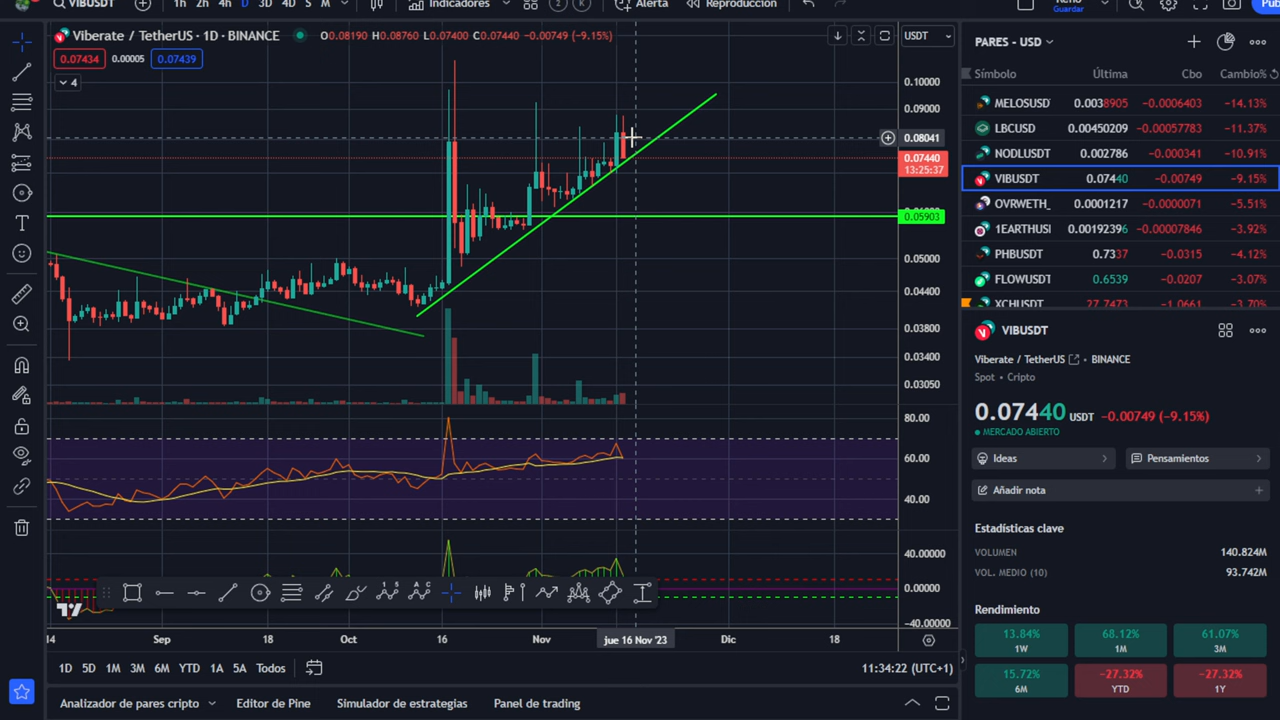 VIBUSDT
1h 2h 4h D 3D 4D S M
Indicadores
Alerta
Reproducción
Guardar
Viberate / TetherUS · 1D · BINANCE
O0.08190 H0.08760 L0.07400 C0.07440 -0.00749 (-9.15%)
USDT
0.07434
0.00005
0.07439
4
0.10000
0.09000
0.08041
0.07440
13:25:37
0.05903
0.05000
0.04400
0.03800
0.03400
0.03050
80.00
60.00
40.00
40.00000
0.00000
-40.00000
14
Sep
18
Oct
16
Nov
jue 16 Nov '23
Dic
18
1D 5D 1M 3M 6M YTD 1A 5A Todos
11:34:22 (UTC+1)
Analizador de pares cripto
Editor de Pine
Simulador de estrategias
Panel de trading
PARES - USD
Símbolo Última Cbo Cambio%
MELOSUSD 0.0038905 -0.0006403 -14.13%
LBCUSD 0.00450209 -0.00057783 -11.37%
NODLUSDT 0.002786 -0.000341 -10.91%
VIBUSDT 0.07440 -0.00749 -9.15%
OVRWETH_ 0.0001217 -0.0000071 -5.51%
1EARTHUSI 0.00192396 -0.00007846 -3.92%
PHBUSDT 0.7337 -0.0315 -4.12%
FLOWUSDT 0.6539 -0.0207 -3.07%
XCHUSDT 27.7473 -1.0661 -3.70%
VIBUSDT
Viberate / TetherUS · BINANCE
Spot · Cripto
0.07440 USDT -0.00749 (-9.15%)
MERCADO ABIERTO
Ideas
Pensamientos
Añadir nota
Estadísticas clave
VOLUMEN 140.824M
VOL. MEDIO (10) 93.742M
Rendimiento
13.84% 68.12% 61.07%
1W 1M 3M
15.72% -27.32% -27.32%
6M YTD 1Y